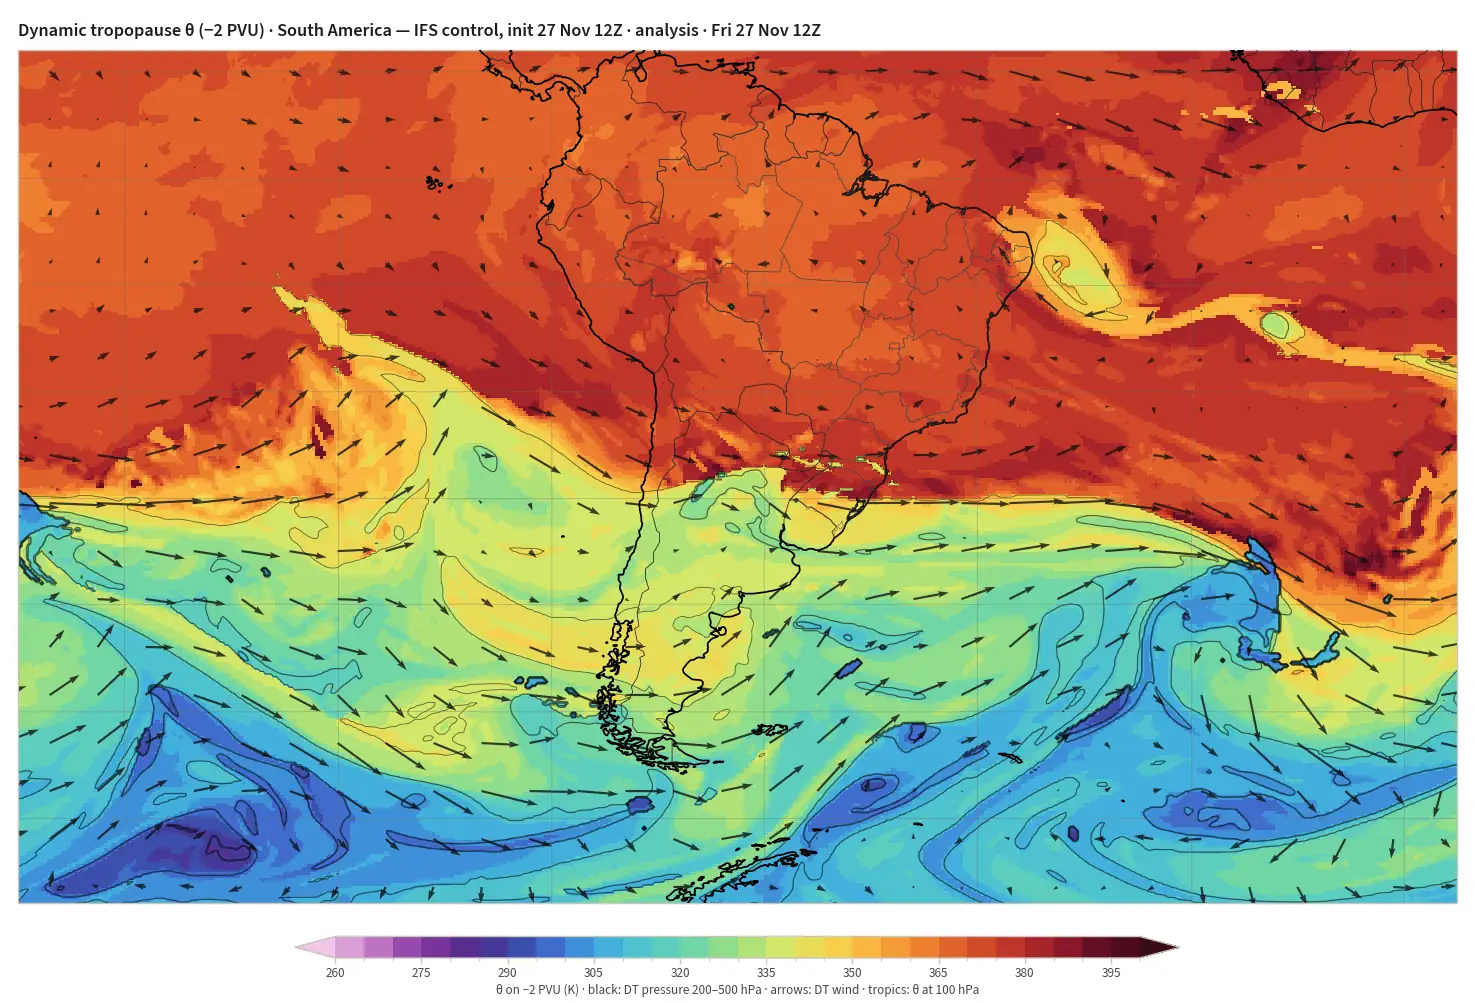 Dynamic tropopause θ (−2 PVU) · South America — IFS control, init 27 Nov 12Z · analysis · Fri 27 Nov 12Z
260 275 290 305 320 335 350 365 380 395
θ on −2 PVU (K) · black: DT pressure 200–500 hPa · arrows: DT wind · tropics: θ at 100 hPa